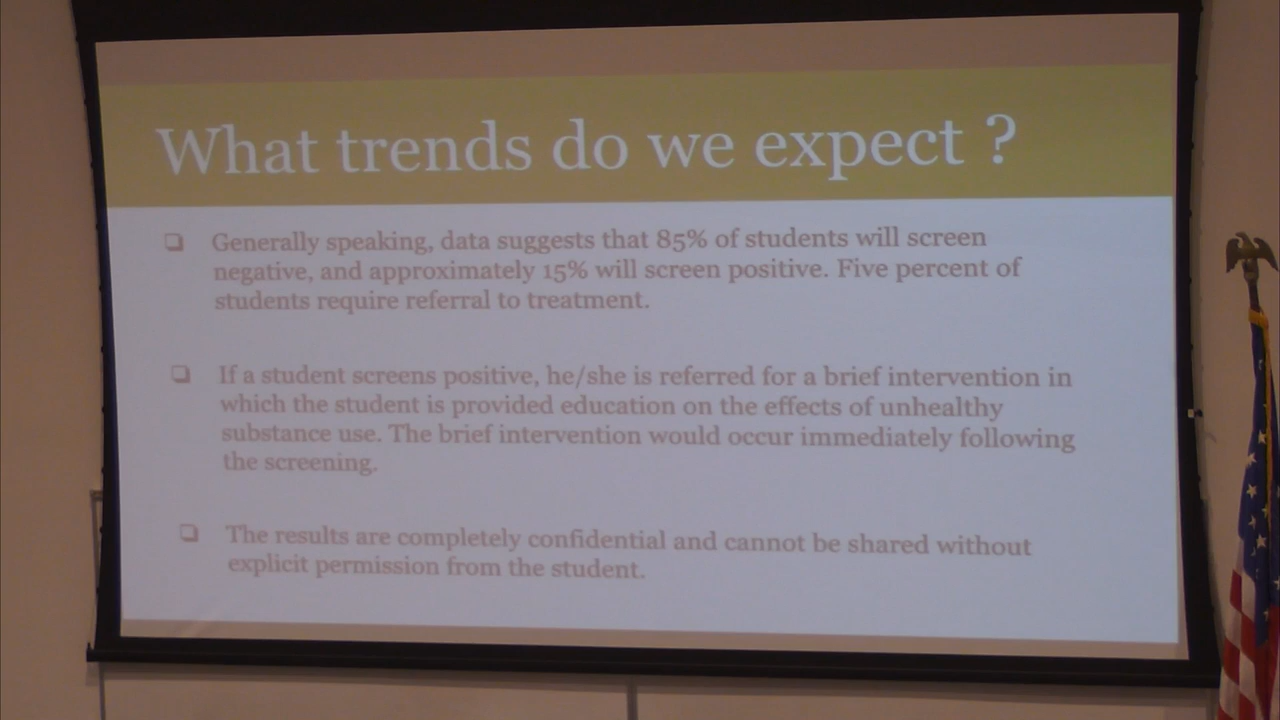 What trends do we expect ?
❑ Generally speaking, data suggests that 85% of students will screen
negative, and approximately 15% will screen positive. Five percent of
students require referral to treatment.
❑ If a student screens positive, he/she is referred for a brief intervention in
which the student is provided education on the effects of unhealthy
substance use. The brief intervention would occur immediately following
the screening.
❑ The results are completely confidential and cannot be shared without
explicit permission from the student.